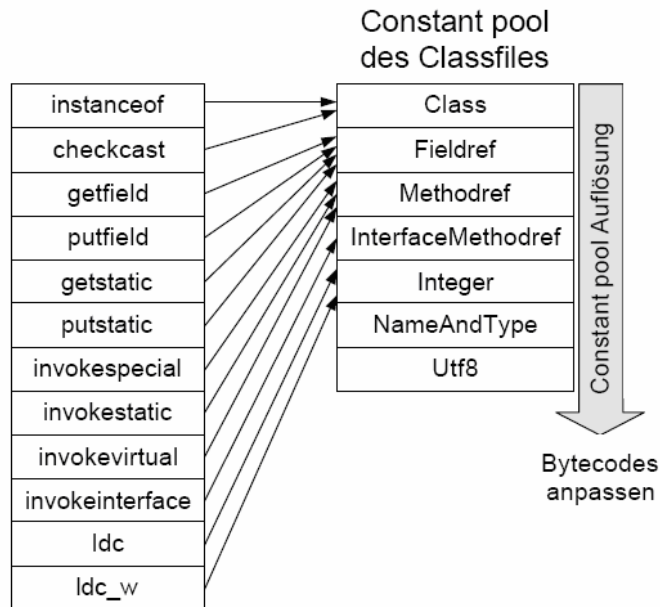 Constant pool
des Classfiles
instanceof
checkcast
getfield
putfield
getstatic
putstatic
invokespecial
invokestatic
invokevirtual
invokeinterface
ldc
ldc_w
Class
Fieldref
Methodref
InterfaceMethodref
Integer
NameAndType
Utf8
Constant pool Auflösung
Bytecodes
anpassen